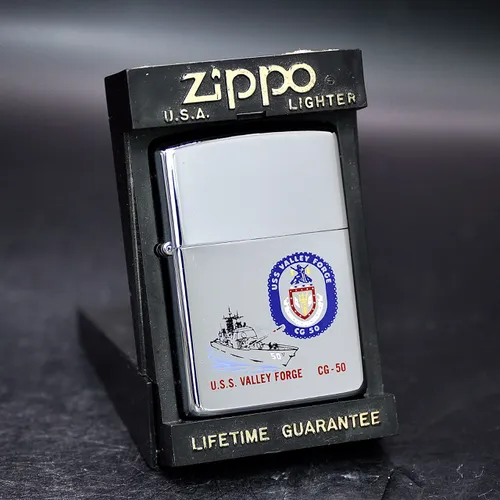 Zippo
U.S.A. LIGHTER
USS VALLEY FORGE
CG 50
50
U.S.S. VALLEY FORGE CG-50
LIFETIME GUARANTEE